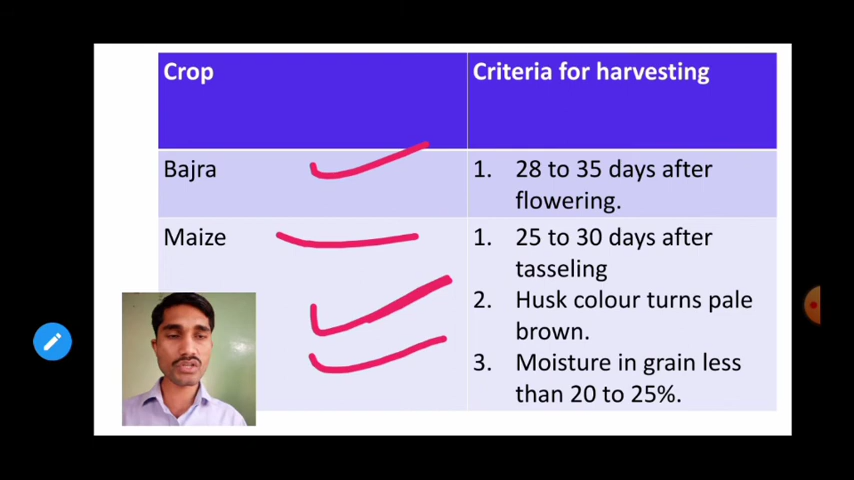 Crop
Criteria for harvesting
Bajra
1. 28 to 35 days after
flowering.
Maize
1. 25 to 30 days after
tasseling
2. Husk colour turns pale
brown.
3. Moisture in grain less
than 20 to 25%.